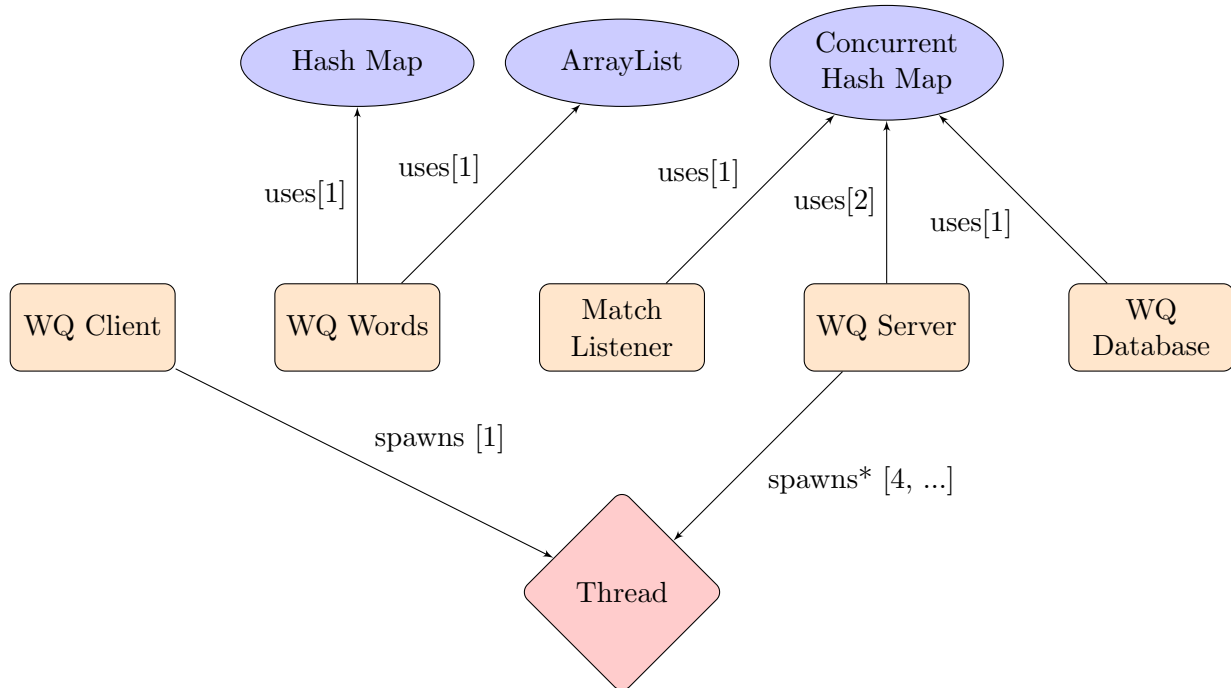 Hash Map
ArrayList
Concurrent
Hash Map
uses[1]
uses[1]
uses[1]
uses[2]
uses[1]
WQ Client
WQ Words
Match
Listener
WQ Server
WQ
Database
spawns [1]
spawns* [4, ...]
Thread